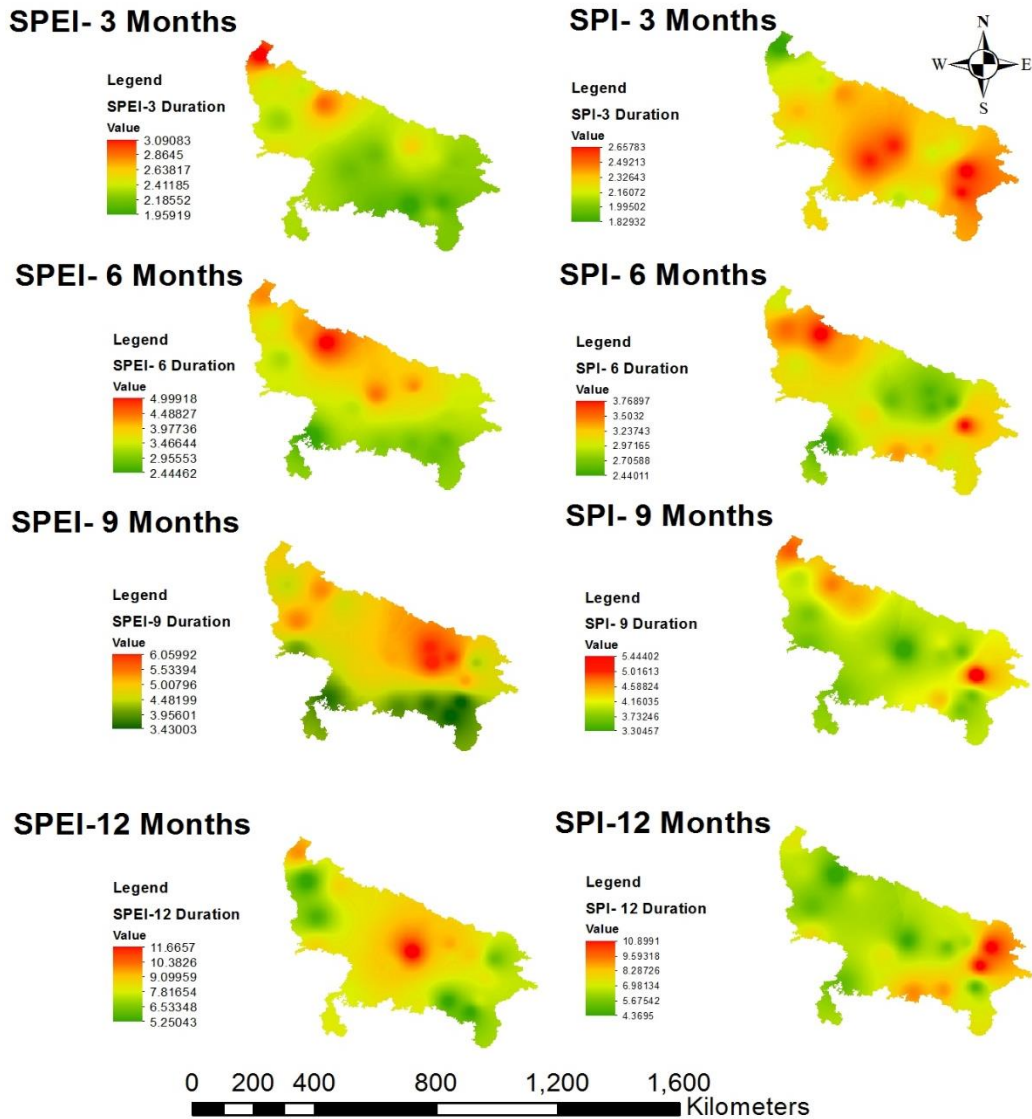 SPEI- 3 Months
Legend
SPEI-3 Duration
Value
3.09083
2.8645
2.63817
2.41185
2.18552
1.95919
SPI- 3 Months
N
W
E
S
Legend
SPI-3 Duration
Value
2.65783
2.49213
2.32643
2.16072
1.99502
1.82932
SPEI- 6 Months
Legend
SPEI- 6 Duration
Value
4.99918
4.48827
3.97736
3.46644
2.95553
2.44462
SPI- 6 Months
Legend
SPI- 6 Duration
Value
3.76897
3.5032
3.23743
2.97165
2.70588
2.44011
SPEI- 9 Months
Legend
SPEI-9 Duration
Value
6.05992
5.53394
5.00796
4.48199
3.95601
3.43003
SPI- 9 Months
Legend
SPI- 9 Duration
Value
5.44402
5.01613
4.58824
4.16035
3.73246
3.30457
SPEI-12 Months
Legend
SPEI-12 Duration
Value
11.6657
10.3826
9.09959
7.81654
6.53348
5.25043
SPI-12 Months
Legend
SPI- 12 Duration
Value
10.8991
9.59318
8.28726
6.98134
5.67542
4.3695
0 200 400 800 1,200 1,600
Kilometers